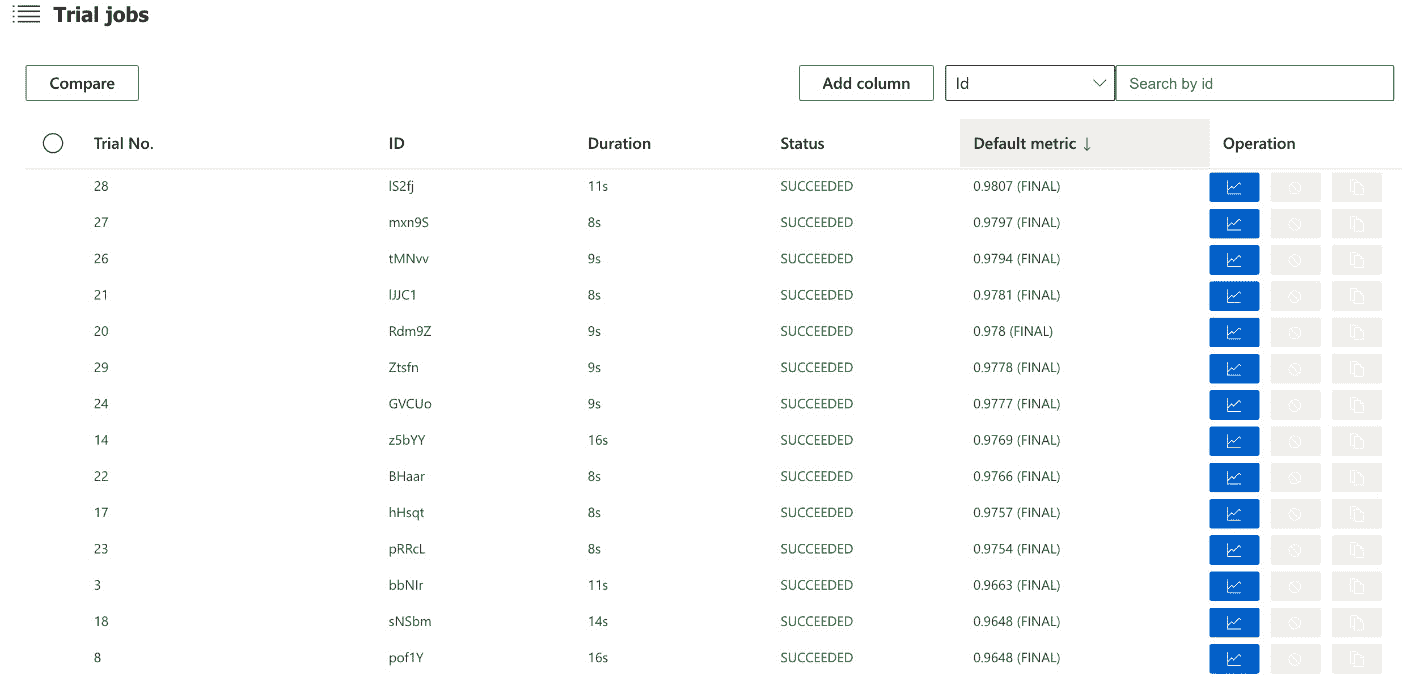 Trial jobs
Compare Add column Id Search by id
Trial No. ID Duration Status Default metric ↓ Operation
28 lS2fj 11s SUCCEEDED 0.9807 (FINAL)
27 mxn9S 8s SUCCEEDED 0.9797 (FINAL)
26 tMNvv 9s SUCCEEDED 0.9794 (FINAL)
21 lJJC1 8s SUCCEEDED 0.9781 (FINAL)
20 Rdm9Z 9s SUCCEEDED 0.978 (FINAL)
29 Ztsfn 9s SUCCEEDED 0.9778 (FINAL)
24 GVCUo 9s SUCCEEDED 0.9777 (FINAL)
14 z5bYY 16s SUCCEEDED 0.9769 (FINAL)
22 BHaar 8s SUCCEEDED 0.9766 (FINAL)
17 hHsqt 8s SUCCEEDED 0.9757 (FINAL)
23 pRRcL 8s SUCCEEDED 0.9754 (FINAL)
3 bbNIr 11s SUCCEEDED 0.9663 (FINAL)
18 sNSbm 14s SUCCEEDED 0.9648 (FINAL)
8 pof1Y 16s SUCCEEDED 0.9648 (FINAL)